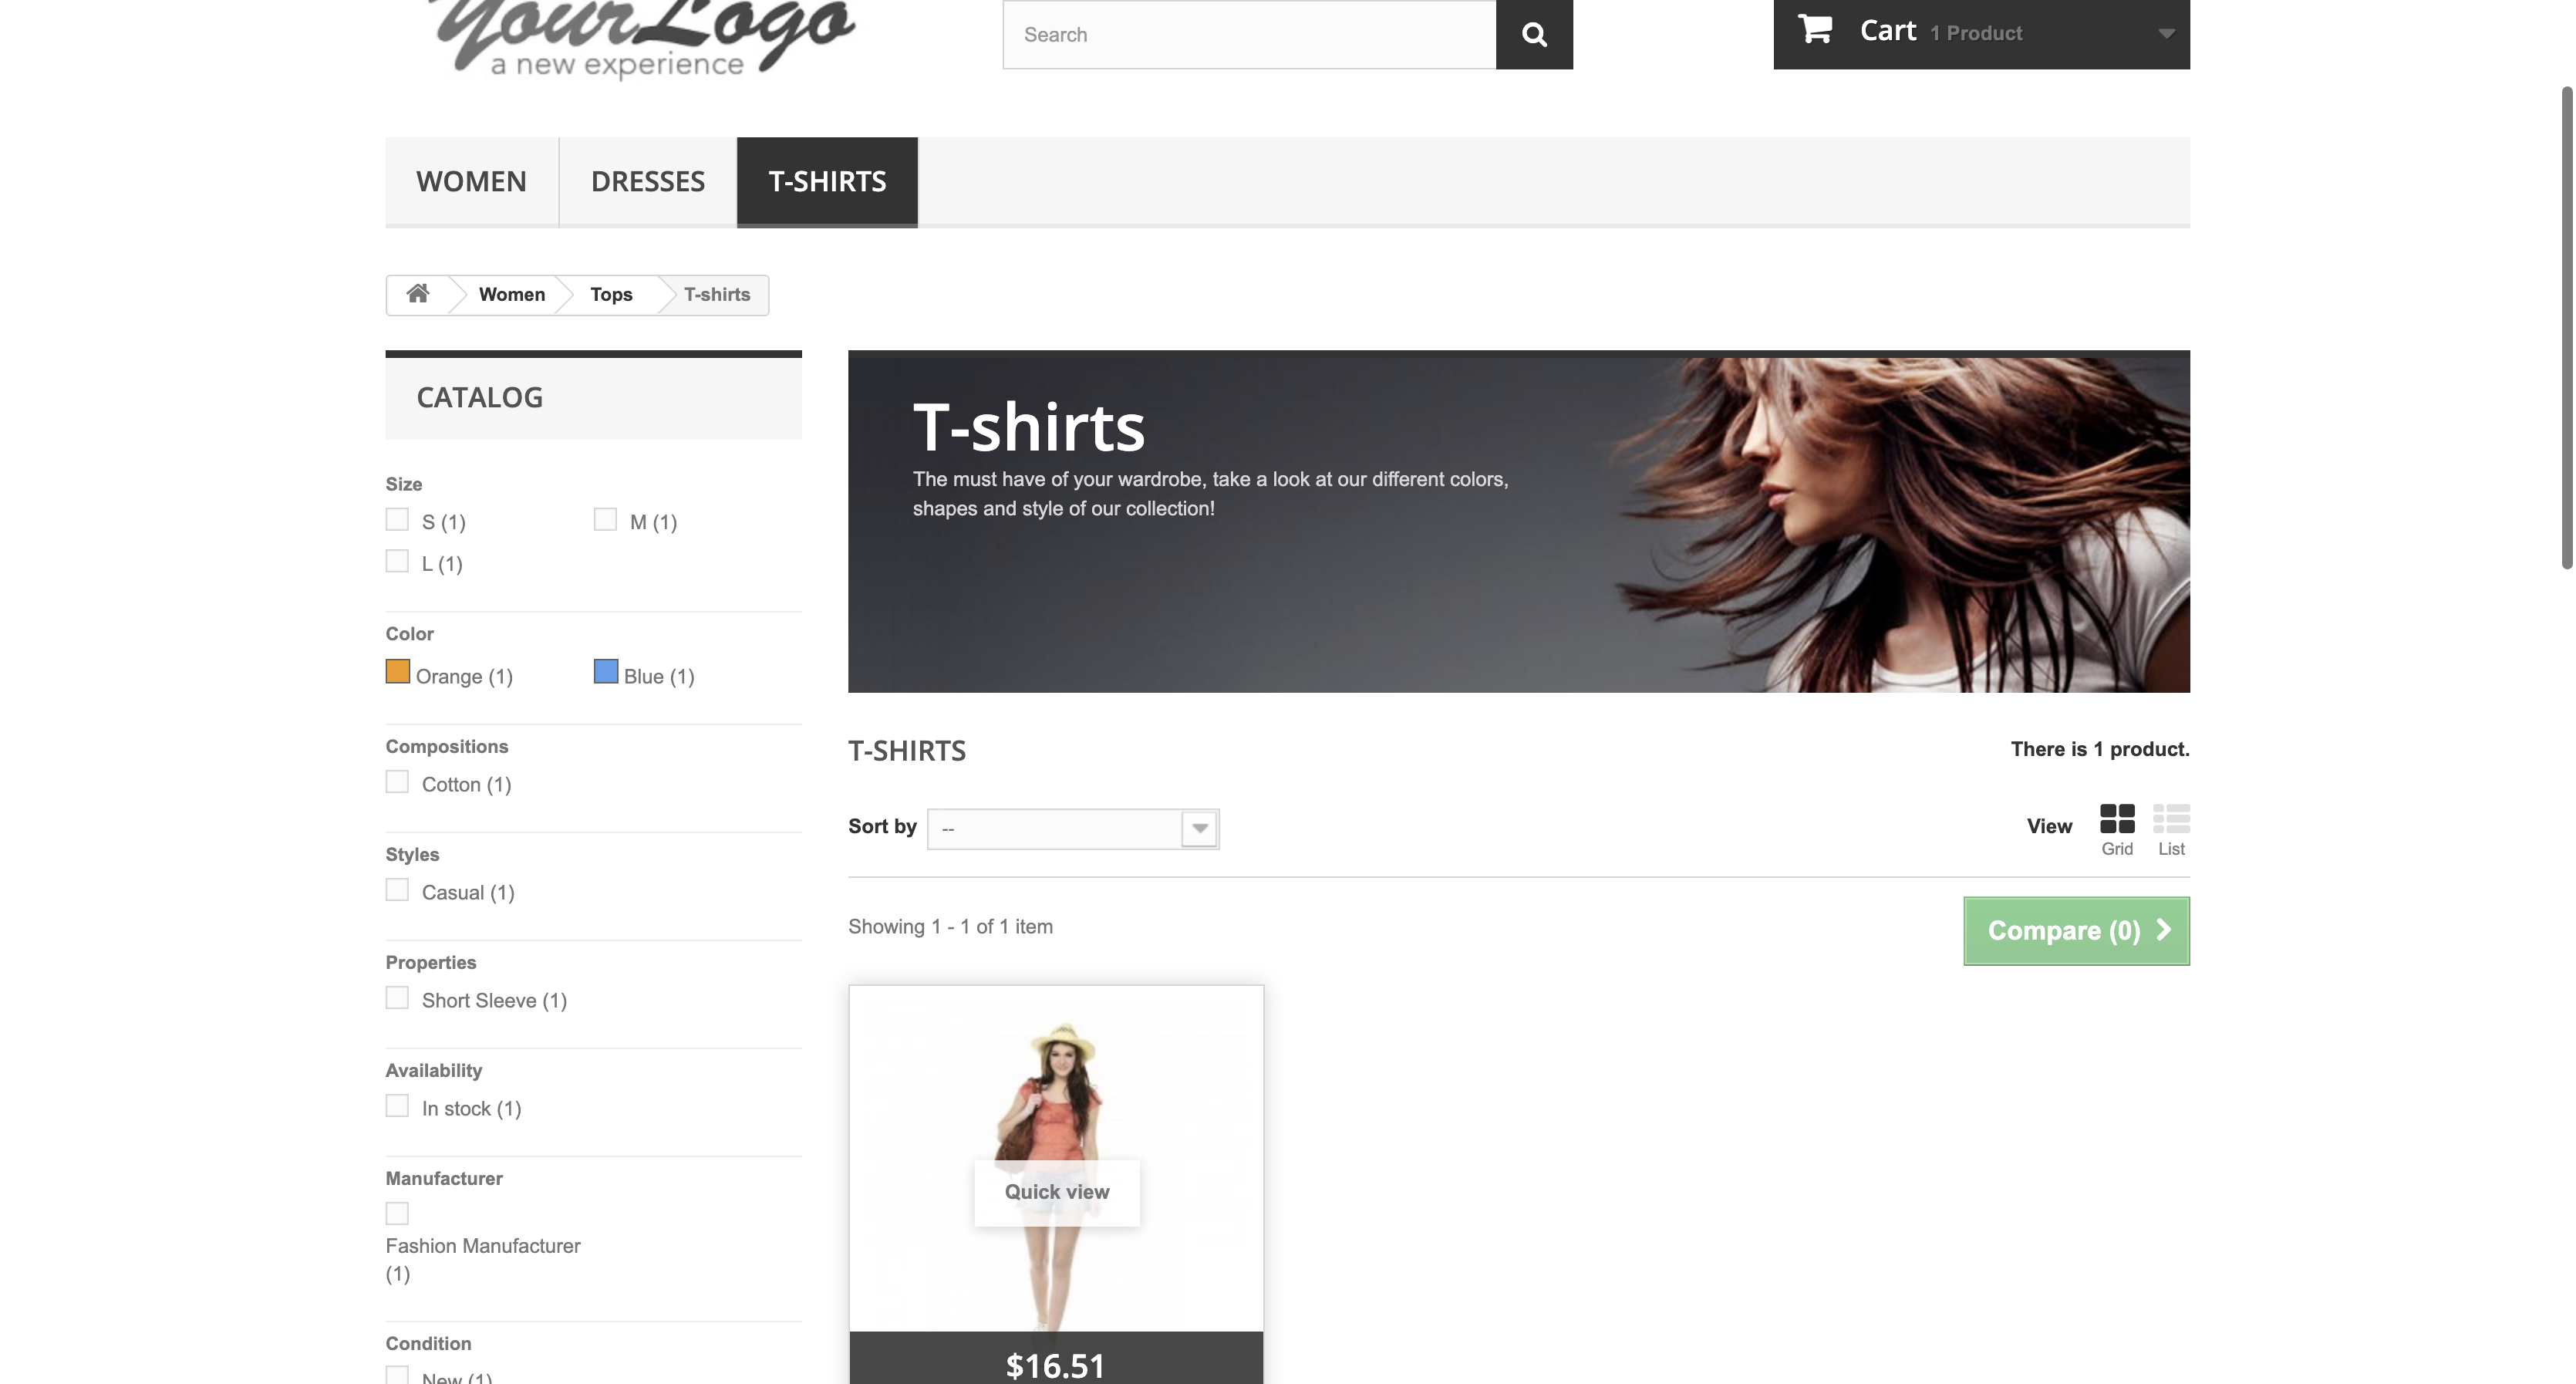 YourLogo
a new experience
Search
Cart 1 Product
WOMEN
DRESSES
T-SHIRTS
Women
Tops
T-shirts
CATALOG
Size
S (1)
M (1)
L (1)
Color
Orange (1)
Blue (1)
Compositions
Cotton (1)
Styles
Casual (1)
Properties
Short Sleeve (1)
Availability
In stock (1)
Manufacturer
Fashion Manufacturer
(1)
Condition
New (1)
T-shirts
The must have of your wardrobe, take a look at our different colors,
shapes and style of our collection!
T-SHIRTS
There is 1 product.
Sort by
--
View
Grid
List
Showing 1 - 1 of 1 item
Compare (0)
Quick view
$16.51